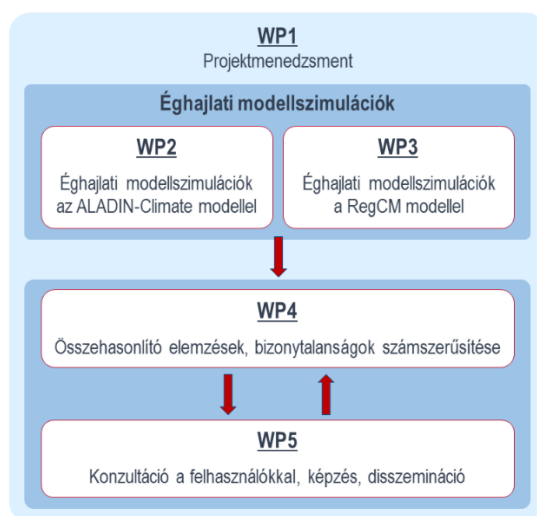 WP1
Projektmenedzsment
Éghajlati modellszimulációk
WP2
Éghajlati modellszimulációk
az ALADIN-Climate modellel
WP3
Éghajlati modellszimulációk
a RegCM modellel
WP4
Összehasonlító elemzések, bizonytalanságok számszerűsítése
WP5
Konzultáció a felhasználókkal, képzés, disszemináció